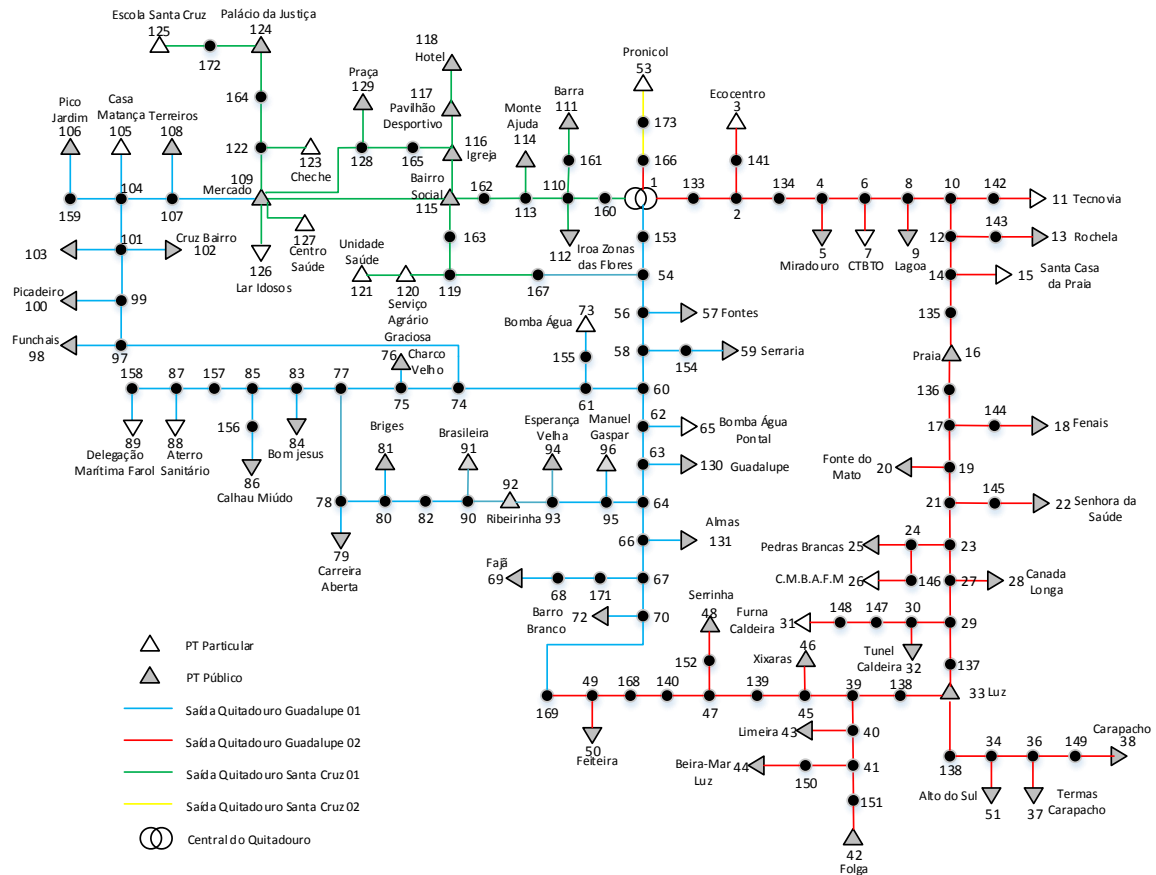 Escola Santa Cruz
125
172
Palácio da Justiça
124
164
118
Hotel
Pronicol
53
Praça
129
117
Pavilhão
Desportivo
Barra
111
Monte
Ajuda
114
Ecocentro
3
Pico
Jardim
106
Casa
Matança
105
Terreiros
108
173
122
123
Cheche
128
165
116
Igreja
161
166
141
109
Mercado
Bairro
Social
115
162
113
110
160
1
133
2
134
4
6
8
10
142
11 Tecnovia
159
104
107
127
Centro
Saúde
126
Lar Idosos
163
112
Iroa Zonas
das Flores
153
Miradouro
5
CTBTO
7
Lagoa
9
12
143
13 Rochela
103
101
Cruz Bairro
102
Unidade
Saúde
121
120
Serviço
Agrário
Graciosa
119
167
54
14
15 Santa Casa
da Praia
Picadeiro
100
99
73
Bomba Água
56
57 Fontes
135
Funchais
98
97
76 Charco
Velho
155
58
154
59 Serraria
Praia
16
158
87
157
85
83
77
75
74
61
60
136
89
Delegação
Marítima Farol
88
Aterro
Sanitário
156
86
Calhau Miúdo
84
Bom jesus
Briges
81
Brasileira
91
Esperança
Velha
94
Manuel
Gaspar
96
62
65 Bomba Água
Pontal
63
130 Guadalupe
17
144
18 Fenais
Fonte do
Mato
20
19
78
80
82
90
92
Ribeirinha
93
95
64
21
145
22 Senhora da
Saúde
79
Carreira
Aberta
66
Almas
131
Pedras Brancas
25
24
23
Fajã
69
68
171
67
C.M.B.A.F.M
26
146
27
28 Canada
Longa
Barro
Branco
72
70
Serrinha
48
Furna
Caldeira
31
148
147
30
29
Tunel
Caldeira
32
137
PT Particular
PT Público
Xixaras
46
152
33 Luz
169
49
168
140
47
139
45
39
138
Saída Quitadouro Guadalupe 01
50
Feiteira
Saída Quitadouro Guadalupe 02
Limeira
43
40
138
34
36
149
Carapacho
38
Saída Quitadouro Santa Cruz 01
Beira-Mar
Luz
44
150
41
Alto do Sul
51
37
Termas
Carapacho
Saída Quitadouro Santa Cruz 02
151
Central do Quitadouro
42
Folga